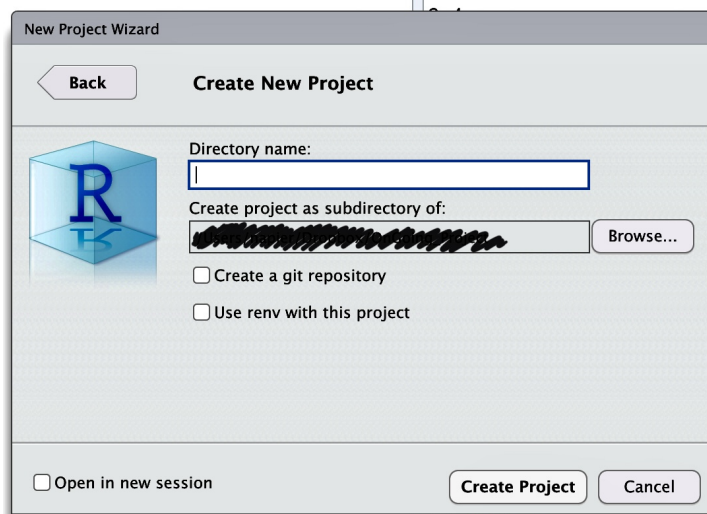 New Project Wizard
Back
Create New Project
R
Directory name:
Create project as subdirectory of:
Browse...
Create a git repository
Use renv with this project
Open in new session
Create Project
Cancel